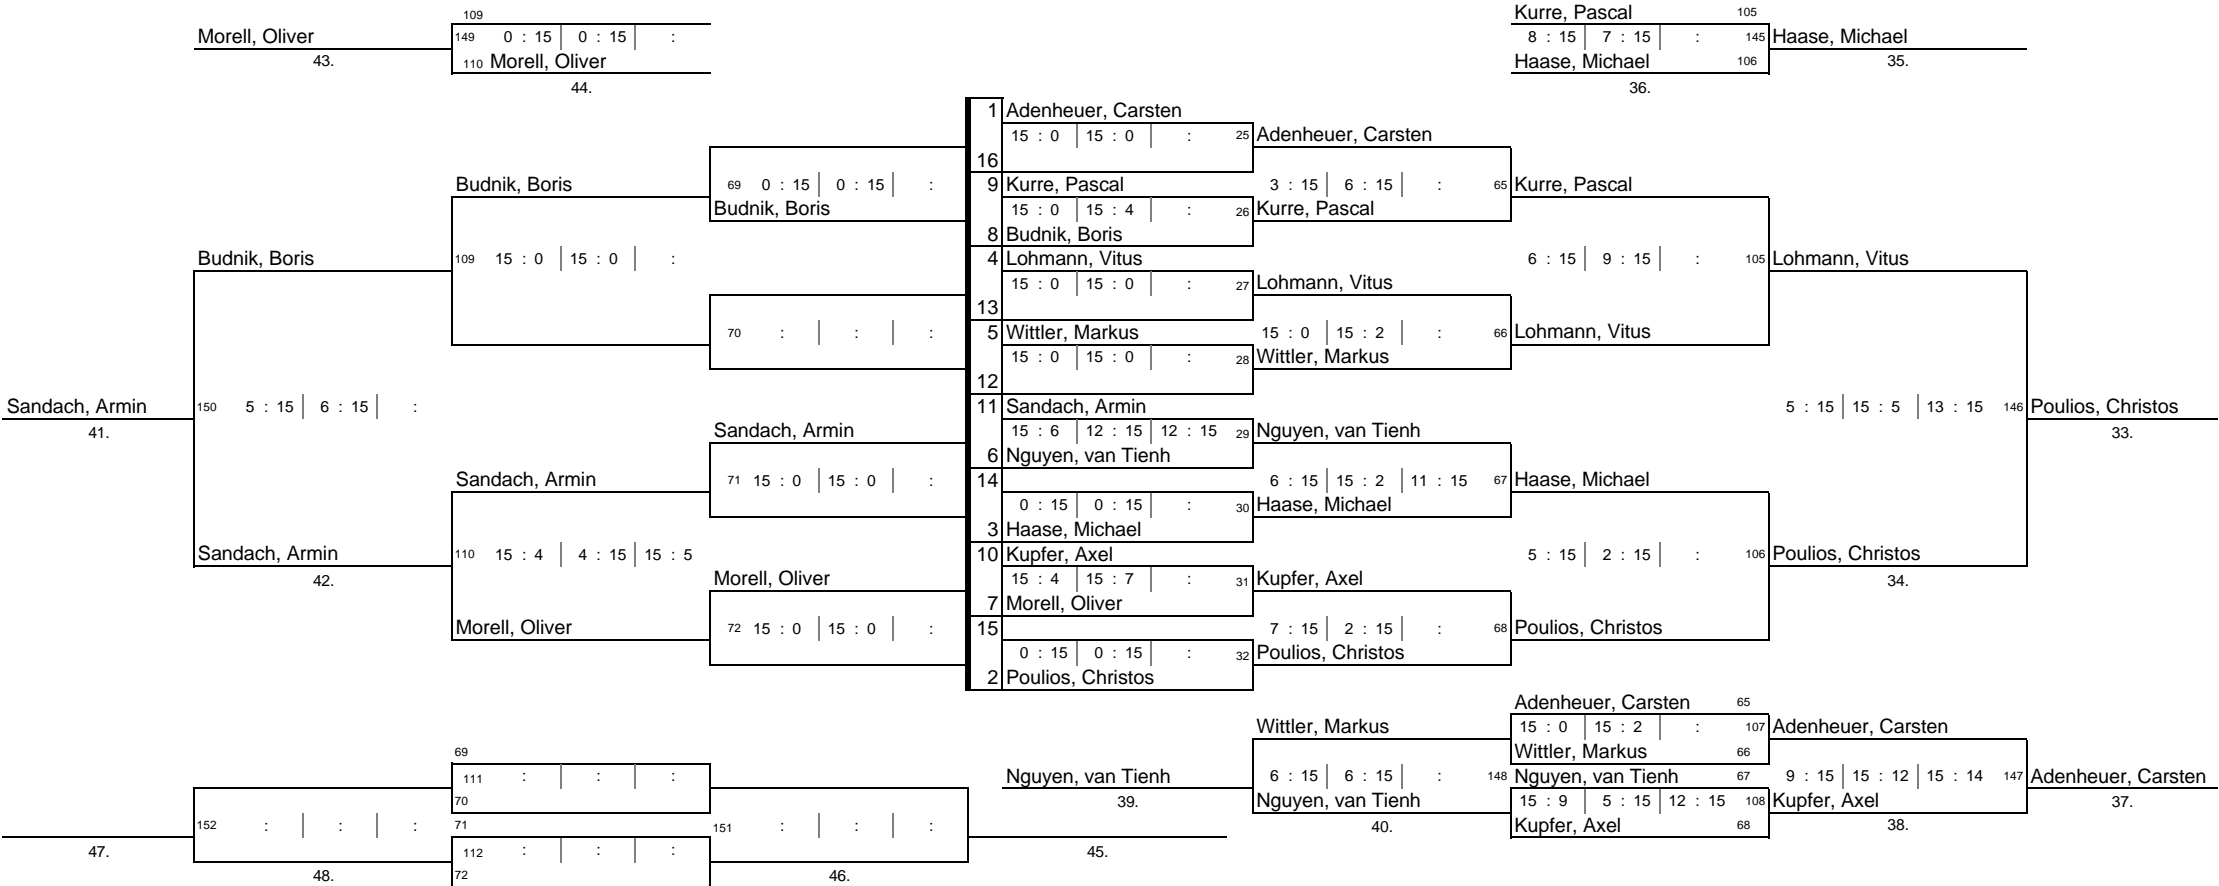 109
Kurre, Pascal 105
Morell, Oliver 149 0 : 15 0 : 15 : 8 : 15 7 : 15 : 145 Haase, Michael
43. 110 Morell, Oliver Haase, Michael 106 35.
44. 36.
1 Adenheuer, Carsten
15 : 0 15 : 0 : 25 Adenheuer, Carsten
16
Budnik, Boris 69 0 : 15 0 : 15 : 9 Kurre, Pascal 3 : 15 6 : 15 : 65 Kurre, Pascal
Budnik, Boris 15 : 0 15 : 4 : 26 Kurre, Pascal
8 Budnik, Boris
Budnik, Boris 109 15 : 0 15 : 0 : 4 Lohmann, Vitus 6 : 15 9 : 15 : 105 Lohmann, Vitus
15 : 0 15 : 0 : 27 Lohmann, Vitus
13
70 : : : 5 Wittler, Markus 15 : 0 15 : 2 : 66 Lohmann, Vitus
15 : 0 15 : 0 : 28 Wittler, Markus
12
Sandach, Armin 150 5 : 15 6 : 15 : 11 Sandach, Armin 5 : 15 15 : 5 13 : 15 146 Poulios, Christos
41. Sandach, Armin 15 : 6 12 : 15 12 : 15 29 Nguyen, van Tienh 33.
6 Nguyen, van Tienh
Sandach, Armin 71 15 : 0 15 : 0 : 14 6 : 15 15 : 2 11 : 15 67 Haase, Michael
0 : 15 0 : 15 : 30 Haase, Michael
3 Haase, Michael
Sandach, Armin 110 15 : 4 4 : 15 15 : 5 10 Kupfer, Axel 5 : 15 2 : 15 : 106 Poulios, Christos
42. Morell, Oliver 15 : 4 15 : 7 : 31 Kupfer, Axel 34.
7 Morell, Oliver
Morell, Oliver 72 15 : 0 15 : 0 : 15 7 : 15 2 : 15 : 68 Poulios, Christos
0 : 15 0 : 15 : 32 Poulios, Christos
2 Poulios, Christos
Adenheuer, Carsten 65
Wittler, Markus 15 : 0 15 : 2 : 107 Adenheuer, Carsten
69 Wittler, Markus 66
111 : : : Nguyen, van Tienh 6 : 15 6 : 15 : 148 Nguyen, van Tienh 67 9 : 15 15 : 12 15 : 14 147 Adenheuer, Carsten
70 39. Nguyen, van Tienh 15 : 9 5 : 15 12 : 15 108 Kupfer, Axel 37.
152 : : : 71 151 : : : 40. Kupfer, Axel 68 38.
47. 112 : : : 45.
48. 72 46.